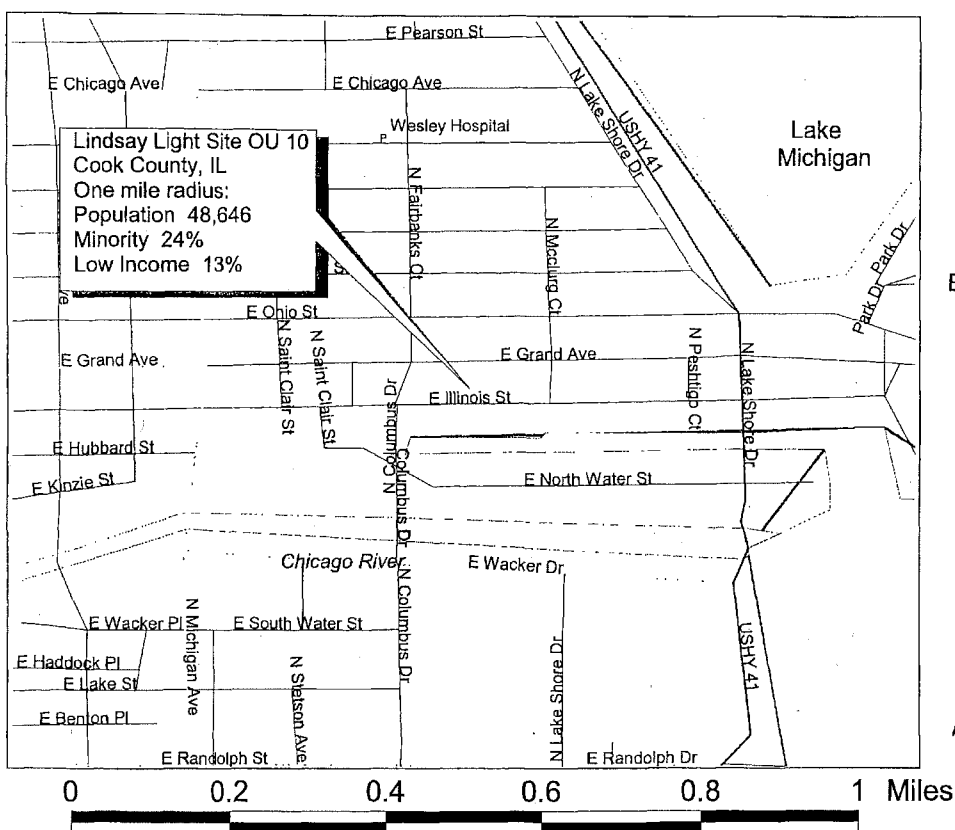 E Pearson St
E Chicago Ave
E Chicago Ave
N Lake Shore Dr
USHY 41
Wesley Hospital
P
Lake
Michigan
Lindsay Light Site OU 10
Cook County, IL
One mile radius:
Population 48,646
Minority 24%
Low Income 13%
N Fairbanks Ct
N Mcclurg Ct
Park Dr
Park Dr
E Ohio St
N Saint Clair St
N Saint Clair St
E Grand Ave
E Grand Ave
N Peshtigo Ct
N Lake Shore Dr
E Illinois St
N Columbus Dr
E Hubbard St
E Kinzie St
Columbus Dr
E North Water St
Chicago River
E Wacker Dr
N Columbus Dr
E Wacker Pl
N Michigan Ave
E South Water St
E Haddock Pl
E Lake St
N Stetson Ave
N Lake Shore Dr
USHY 41
E Benton Pl
E Randolph St
E Randolph Dr
0 0.2 0.4 0.6 0.8 1 Miles